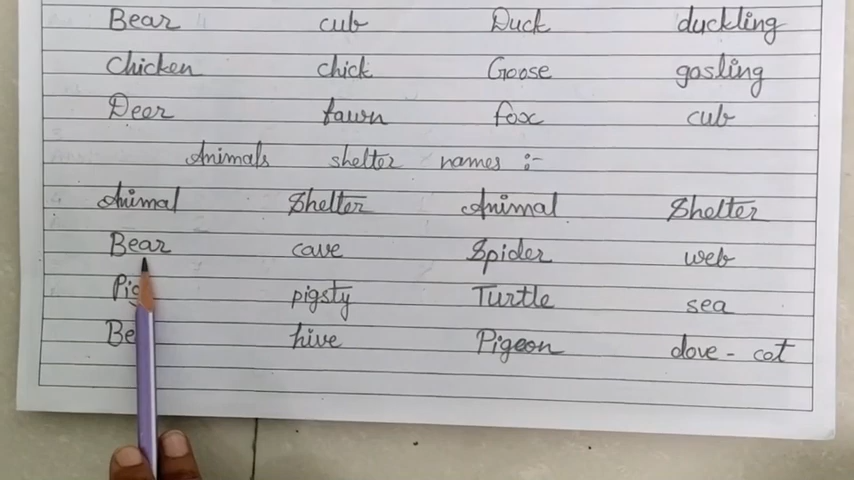 Bear cub Duck duckling
Chicken chick Goose gosling
Deer fawn fox cub
Animals shelter names :-
Animal Shelter Animal Shelter
Bear cave Spider web
pigsty Turtle sea
hive Pigeon dove - cot